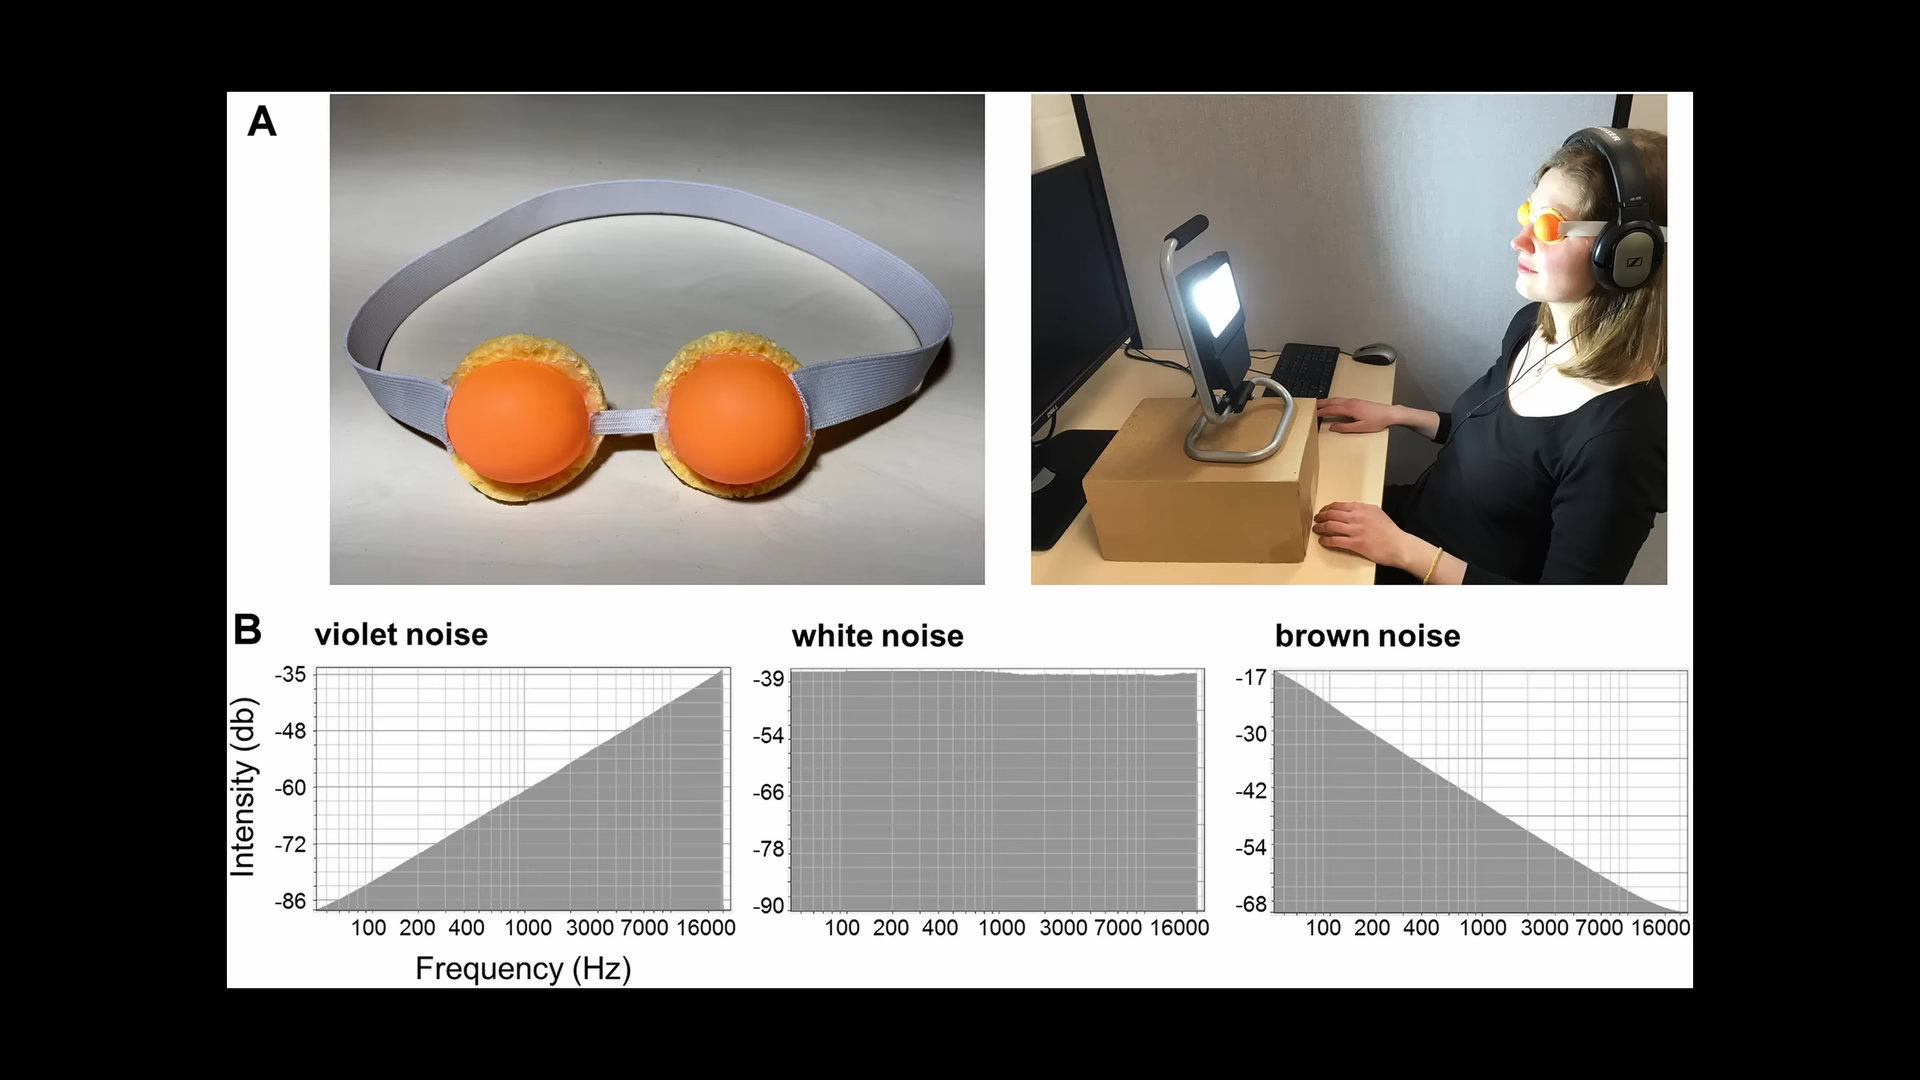 A
B
violet noise
white noise
brown noise
Intensity (db)
-35
-48
-60
-72
-86
100 200 400 1000 3000 7000 16000
Frequency (Hz)
-39
-54
-66
-78
-90
100 200 400 1000 3000 7000 16000
-17
-30
-42
-54
-68
100 200 400 1000 3000 7000 16000